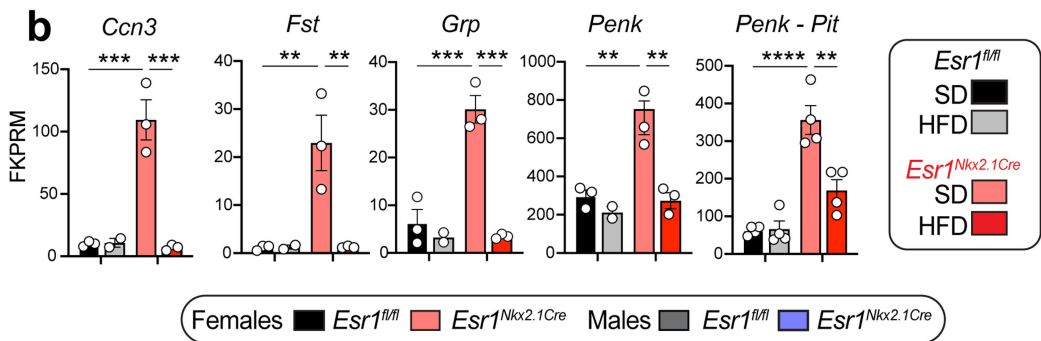 b
Ccn3 Fst Grp Penk Penk - Pit
*** *** ** ** *** *** ** ** **** **
FKPRM
150
100
50
0
40
30
20
10
0
40
30
20
10
0
1000
800
600
400
200
0
500
400
300
200
100
50
0
Esr1fl/fl
SD
HFD
Esr1Nkx2.1Cre
SD
HFD
Females Esr1fl/fl Esr1Nkx2.1Cre Males Esr1fl/fl Esr1Nkx2.1Cre